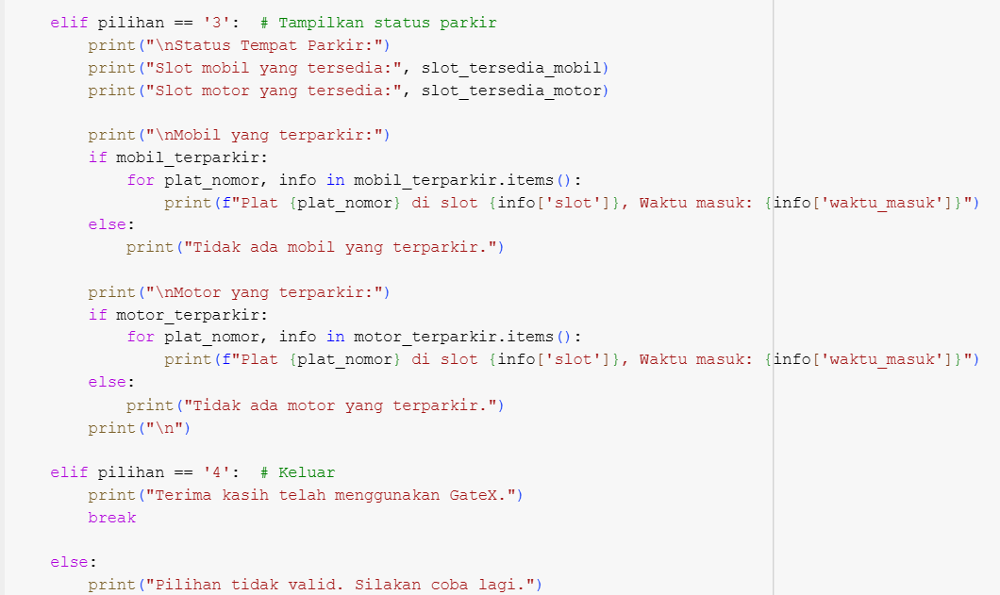 elif pilihan == '3':  # Tampilkan status parkir
    print("\nStatus Tempat Parkir:")
    print("Slot mobil yang tersedia:", slot_tersedia_mobil)
    print("Slot motor yang tersedia:", slot_tersedia_motor)

    print("\nMobil yang terparkir:")
    if mobil_terparkir:
        for plat_nomor, info in mobil_terparkir.items():
            print(f"Plat {plat_nomor} di slot {info['slot']}, Waktu masuk: {info['waktu_masuk']}")
    else:
        print("Tidak ada mobil yang terparkir.")

    print("\nMotor yang terparkir:")
    if motor_terparkir:
        for plat_nomor, info in motor_terparkir.items():
            print(f"Plat {plat_nomor} di slot {info['slot']}, Waktu masuk: {info['waktu_masuk']}")
    else:
        print("Tidak ada motor yang terparkir.")
    print("\n")

elif pilihan == '4':  # Keluar
    print("Terima kasih telah menggunakan GateX.")
    break

else:
    print("Pilihan tidak valid. Silakan coba lagi.")